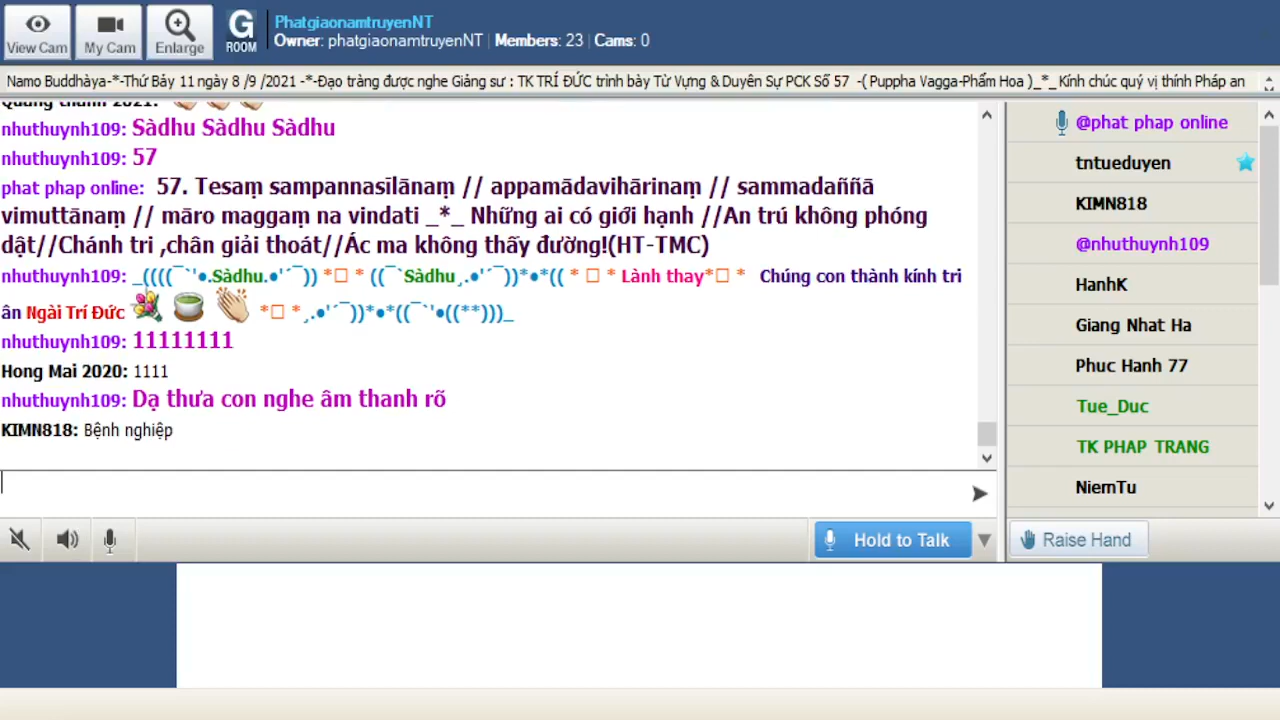 View Cam
My Cam
Enlarge
G
ROOM
PhatgiaonamtruyenNT
Owner: phatgiaonamtruyenNT | Members: 23 | Cams: 0
Namo Buddhàya-*-Thứ Bảy 11 ngày 8 /9 /2021 -*-Đạo tràng được nghe Giảng sư : TK TRÍ ĐỨC trình bày Từ Vựng & Duyên Sự PCK Số 57 -( Puppha Vagga-Phẩm Hoa )_*_Kính chúc quý vị thính Pháp an
Quang thanh 2021:
nhuthuynh109: Sàdhu Sàdhu Sàdhu
nhuthuynh109: 57
phat phap online: 57. Tesaṃ sampannasīlānaṃ // appamādavihārinaṃ // sammadaññā
vimuttānaṃ // māro maggaṃ na vindati _*_ Những ai có giới hạnh //An trú không phóng
dật//Chánh tri ,chân giải thoát//Ác ma không thấy đường!(HT-TMC)
nhuthuynh109: _((((¯`'•.Sàdhu.•'´¯)) *□ * ((¯`Sàdhu¸.•'´¯))*•*(( * □ * Lành thay*□ * Chúng con thành kính tri
ân Ngài Trí Đức *□ *¸.•'´¯))*•*((¯`'•((**)))_
nhuthuynh109: 11111111
Hong Mai 2020: 1111
nhuthuynh109: Dạ thưa con nghe âm thanh rõ
KIMN818: Bệnh nghiệp
Hold to Talk
@phat phap online
tntueduyen
KIMN818
@nhuthuynh109
HanhK
Giang Nhat Ha
Phuc Hanh 77
Tue_Duc
TK PHAP TRANG
NiemTu
Raise Hand